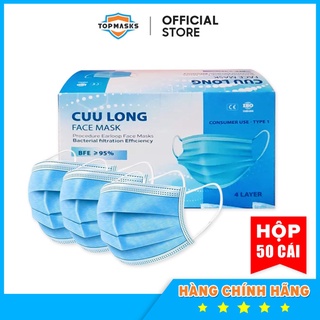 TOPMASKS
OFFICIAL
STORE
CUU LONG
FACE MASK
Procedure Earloop Face Masks
Bacterial filtration Efficiency
BFE ≥ 95%
CE
CONSUMER USE - TYPE 1
4 LAYER
HỘP
50 CÁI
HÀNG CHÍNH HÃNG